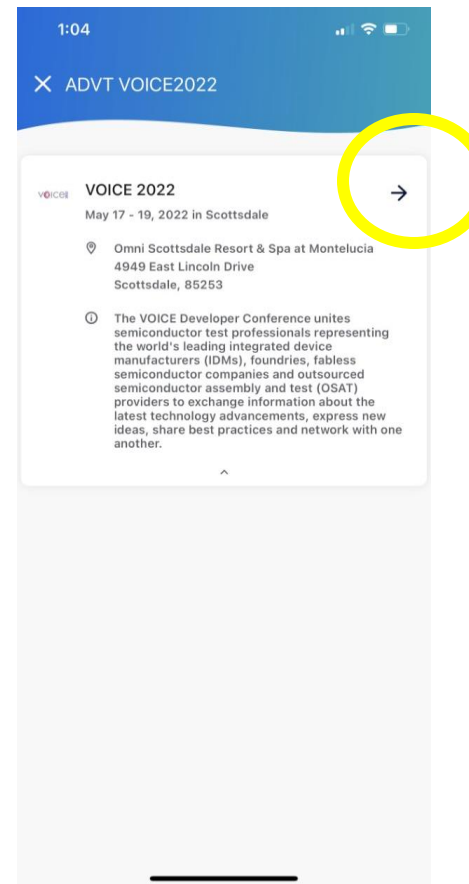 1:04
ADVT VOICE2022
VOICE
VOICE 2022
May 17 - 19, 2022 in Scottsdale
Omni Scottsdale Resort & Spa at Montelucia
4949 East Lincoln Drive
Scottsdale, 85253
The VOICE Developer Conference unites
semiconductor test professionals representing
the world's leading integrated device
manufacturers (IDMs), foundries, fabless
semiconductor companies and outsourced
semiconductor assembly and test (OSAT)
providers to exchange information about the
latest technology advancements, express new
ideas, share best practices and network with one
another.